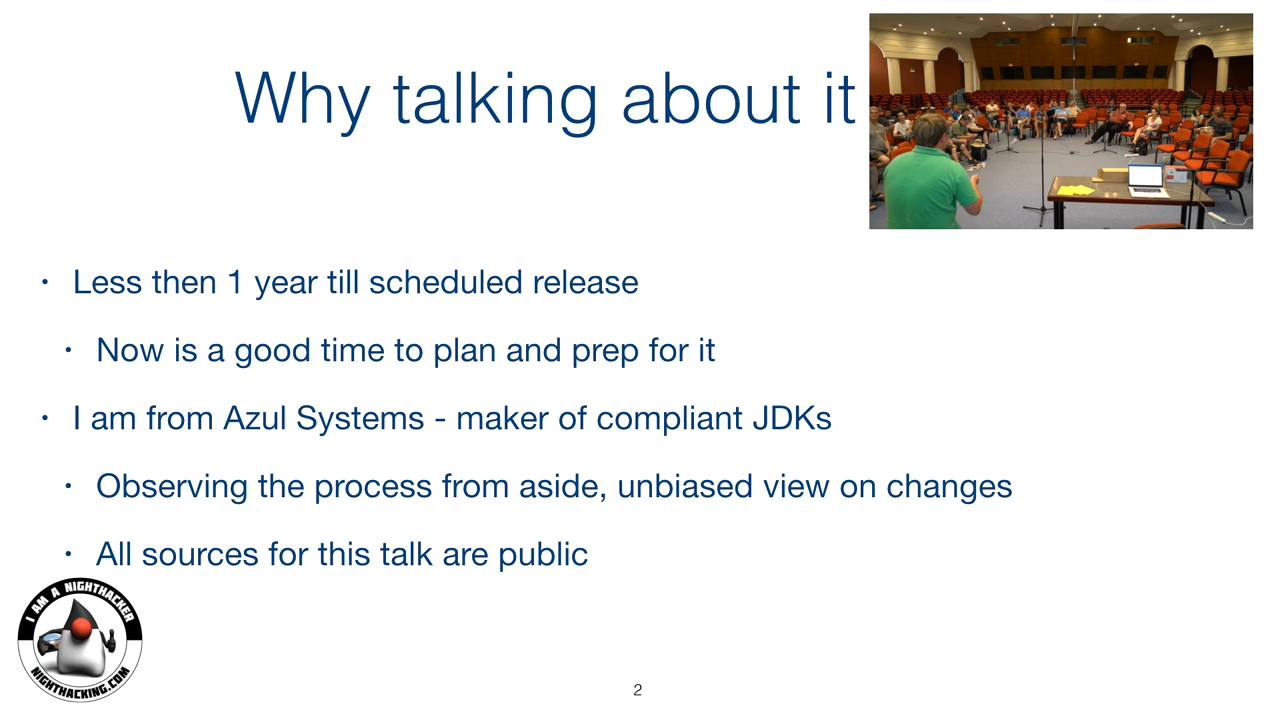 Why talking about it
• Less then 1 year till scheduled release
• Now is a good time to plan and prep for it
• I am from Azul Systems - maker of compliant JDKs
• Observing the process from aside, unbiased view on changes
• All sources for this talk are public
I AM A NIGHTHACKER
NIGHTHACKING.COM
2